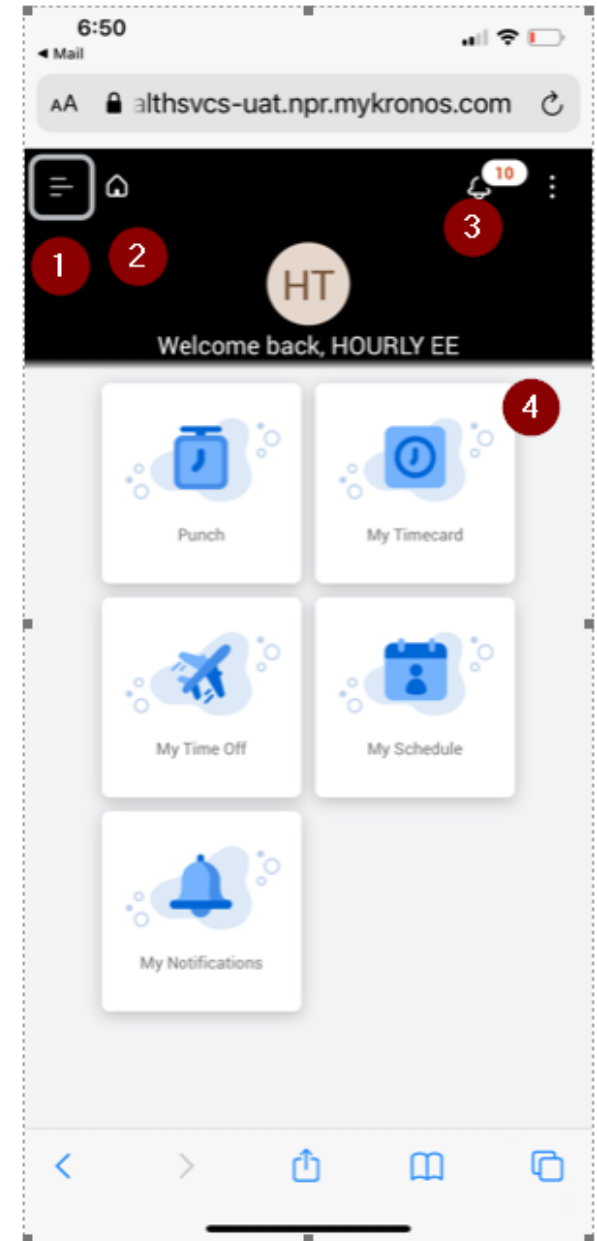 6:50
◀ Mail
AA althsvcs-uat.npr.mykronos.com
10
1 2 3
HT
Welcome back, HOURLY EE
4
Punch My Timecard
My Time Off My Schedule
My Notifications